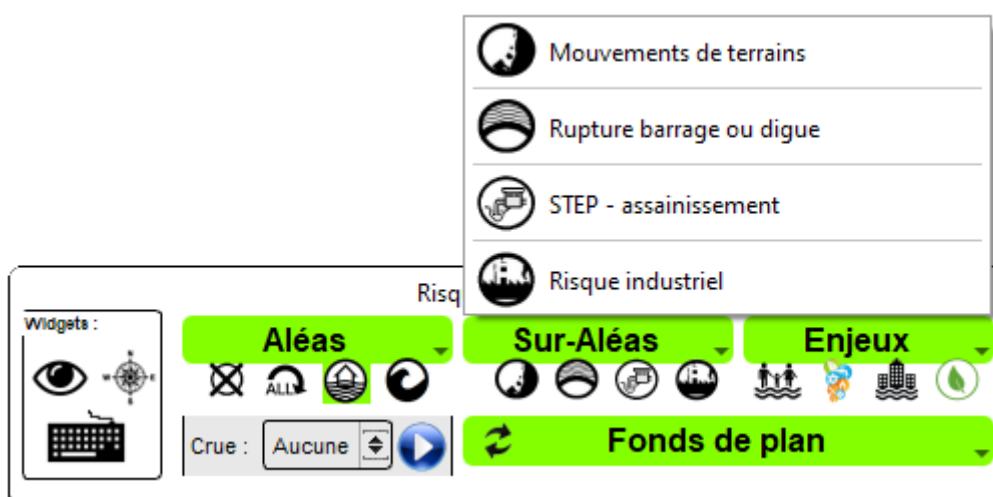 Mouvements de terrains
Rupture barrage ou digue
STEP - assainissement
Risque industriel
Risq
Widgets :
Aléas
Sur-Aléas
Enjeux
ALL
Crue :
Aucune
Fonds de plan